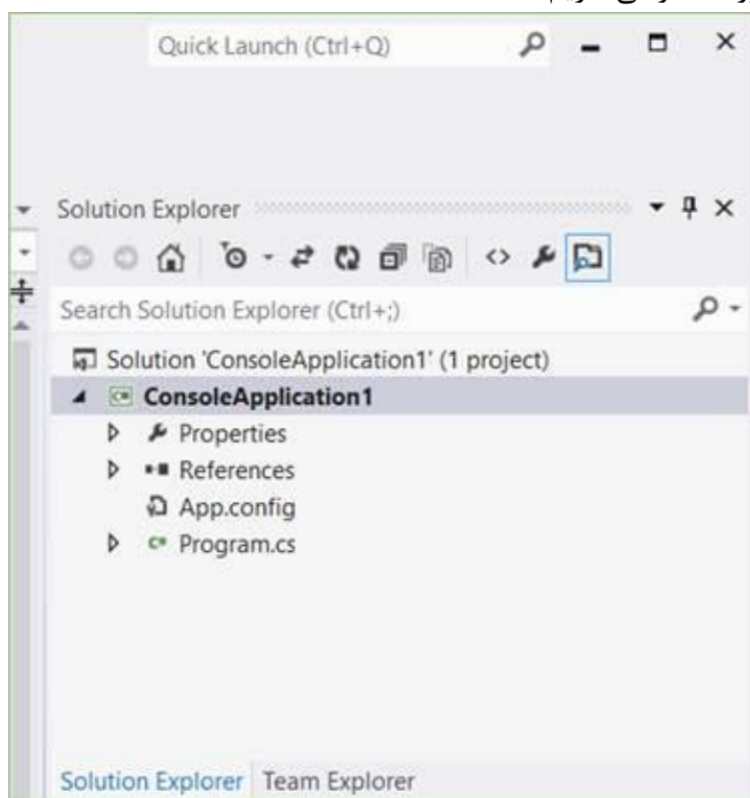 Quick Launch (Ctrl+Q)
Solution Explorer
Search Solution Explorer (Ctrl+;)
Solution 'ConsoleApplication1' (1 project)
ConsoleApplication1
Properties
References
App.config
Program.cs
Solution Explorer Team Explorer